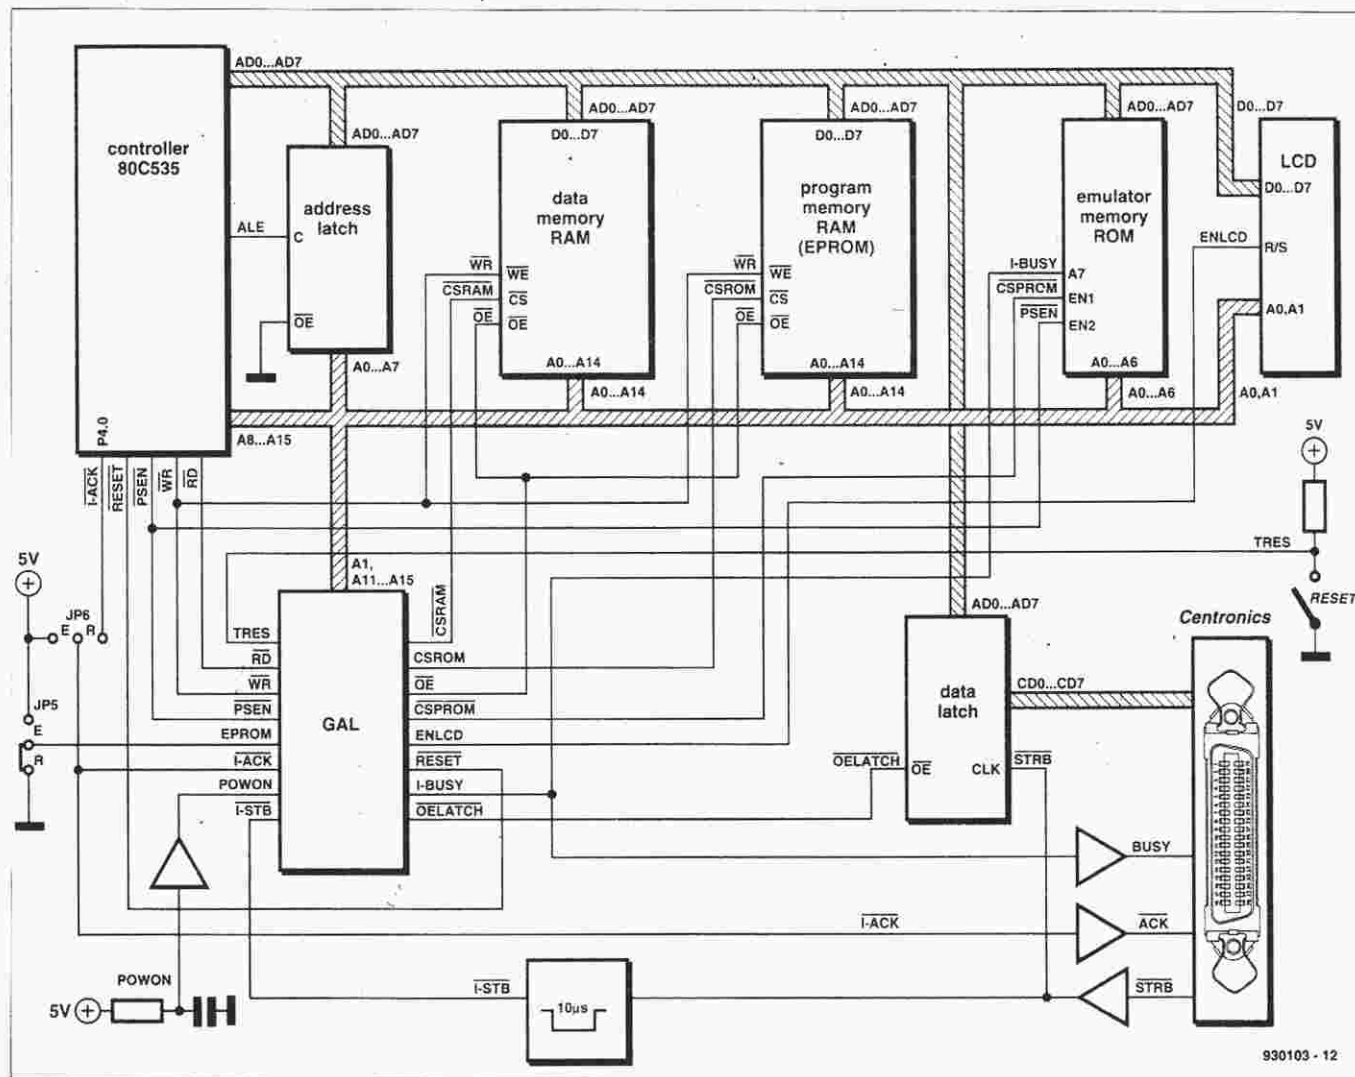 AD0...AD7
controller
80C535
ALE
P4.0
A8...A15
I-ACK
RESET
PSEN
WR
RD
AD0...AD7
address
latch
C
OE
A0...A7
AD0...AD7
D0...D7
data
memory
RAM
WR
WE
CSRAM
CS
OE
OE
A0...A14
A0...A14
AD0...AD7
D0...D7
program
memory
RAM
(EPROM)
WR
WE
CSROM
CS
OE
OE
A0...A14
A0...A14
AD0...AD7
emulator
memory
ROM
I-BUSY
A7
CSPROM
EN1
PSEN
EN2
A0...A6
A0...A6
D0...D7
LCD
D0...D7
ENLCD
R/S
A0,A1
A0,A1
5V
TRES
RESET
5V
JP6
E
R
JP5
E
R
A1,
A11...A15
CSRAM
GAL
TRES
RD
WR
PSEN
EPROM
I-ACK
POWON
I-STB
CSROM
OE
CSPROM
ENLCD
RESET
I-BUSY
OELATCH
AD0...AD7
data
latch
OELATCH
OE
CLK
STRB
CD0...CD7
Centronics
BUSY
I-ACK
ACK
STRB
POWON
5V
I-STB
10µs
930103 - 12